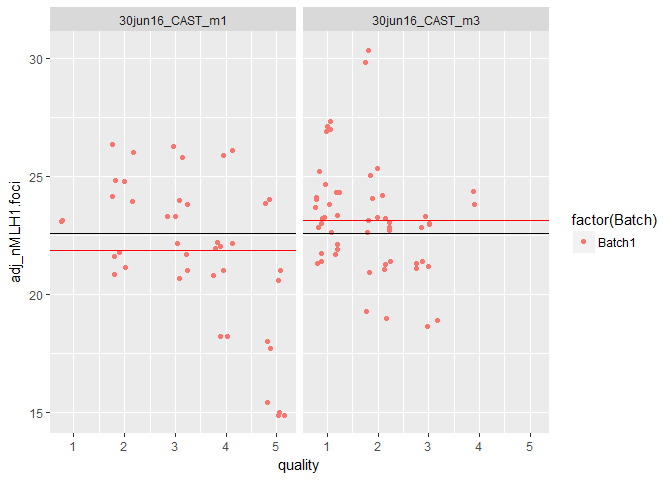 30jun16_CAST_m1 30jun16_CAST_m3
adj_nMLH1.foci
30
25
20
15
1 2 3 4 5 1 2 3 4 5
quality
factor(Batch)
Batch1